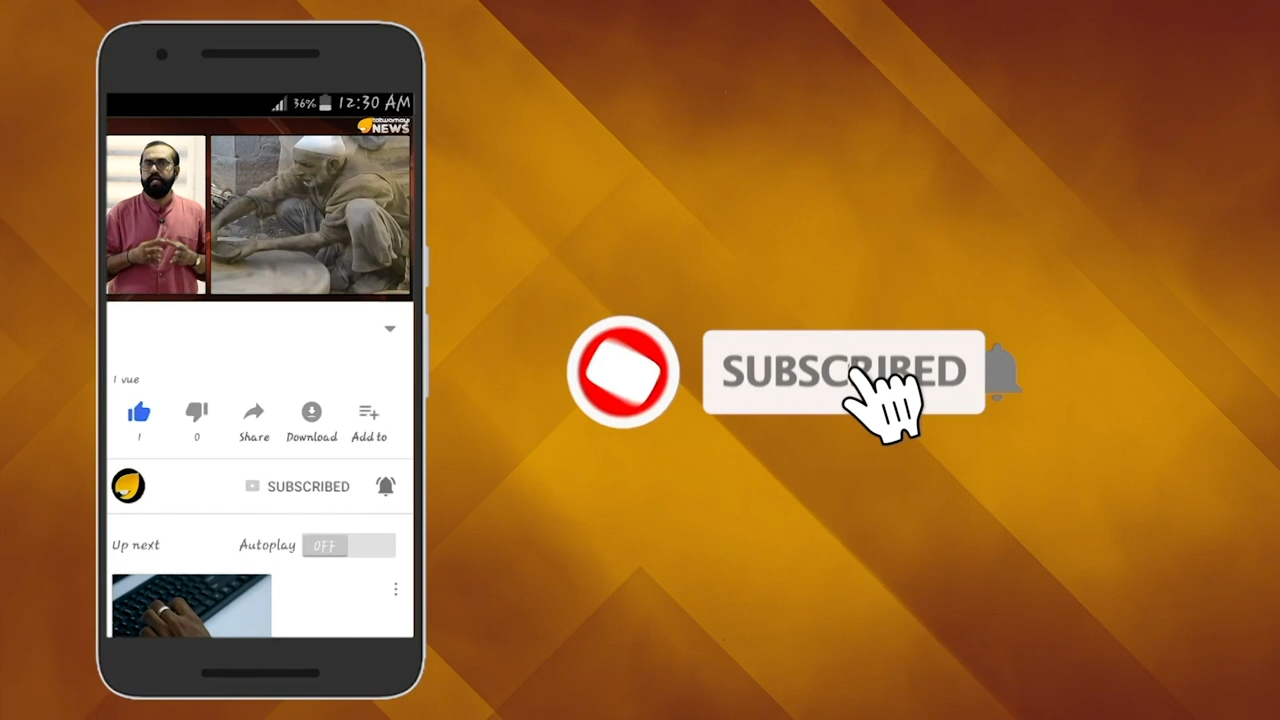 36% 12:30 AM
tatwamayi
NEWS
1 vue
1 0 Share Download Add to
SUBSCRIBED
Up next Autoplay OFF
SUBSCRIBED